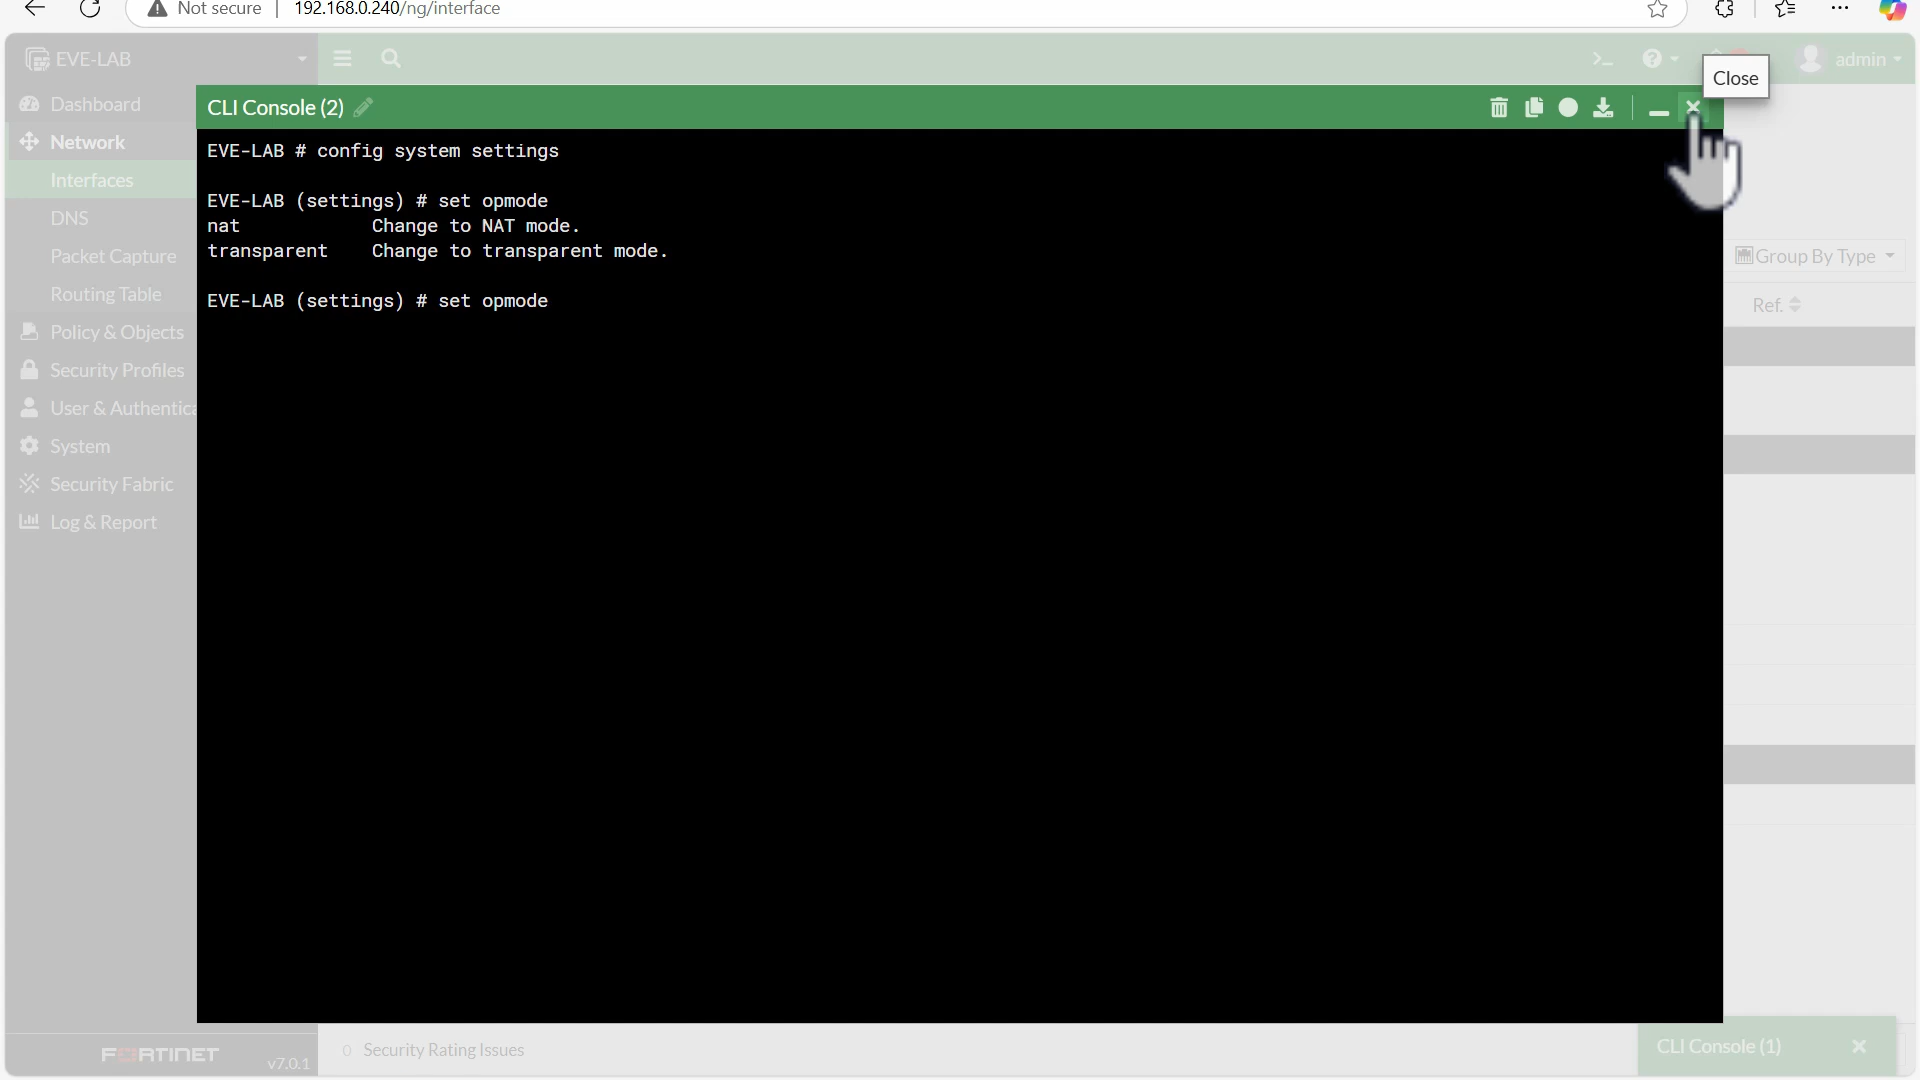 Not secure 192.168.0.240/ng/interface
EVE-LAB
admin
Close
Dashboard
Network
Interfaces
DNS
Packet Capture
Routing Table
Policy & Objects
Security Profiles
User & Authentica
System
Security Fabric
Log & Report
CLI Console (2)
EVE-LAB # config system settings
EVE-LAB (settings) # set opmode
nat Change to NAT mode.
transparent Change to transparent mode.
EVE-LAB (settings) # set opmode
Group By Type
Ref.
FORTINET v7.0.1
0 Security Rating Issues
CLI Console (1)